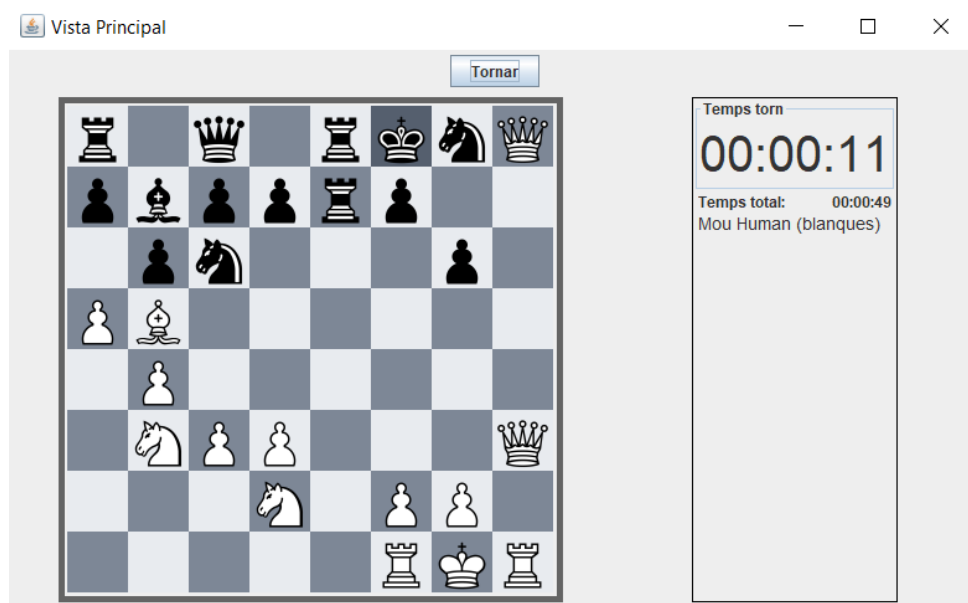 Vista Principal
Tornar
Temps torn
00:00:11
Temps total: 00:00:49
Mou Human (blanques)